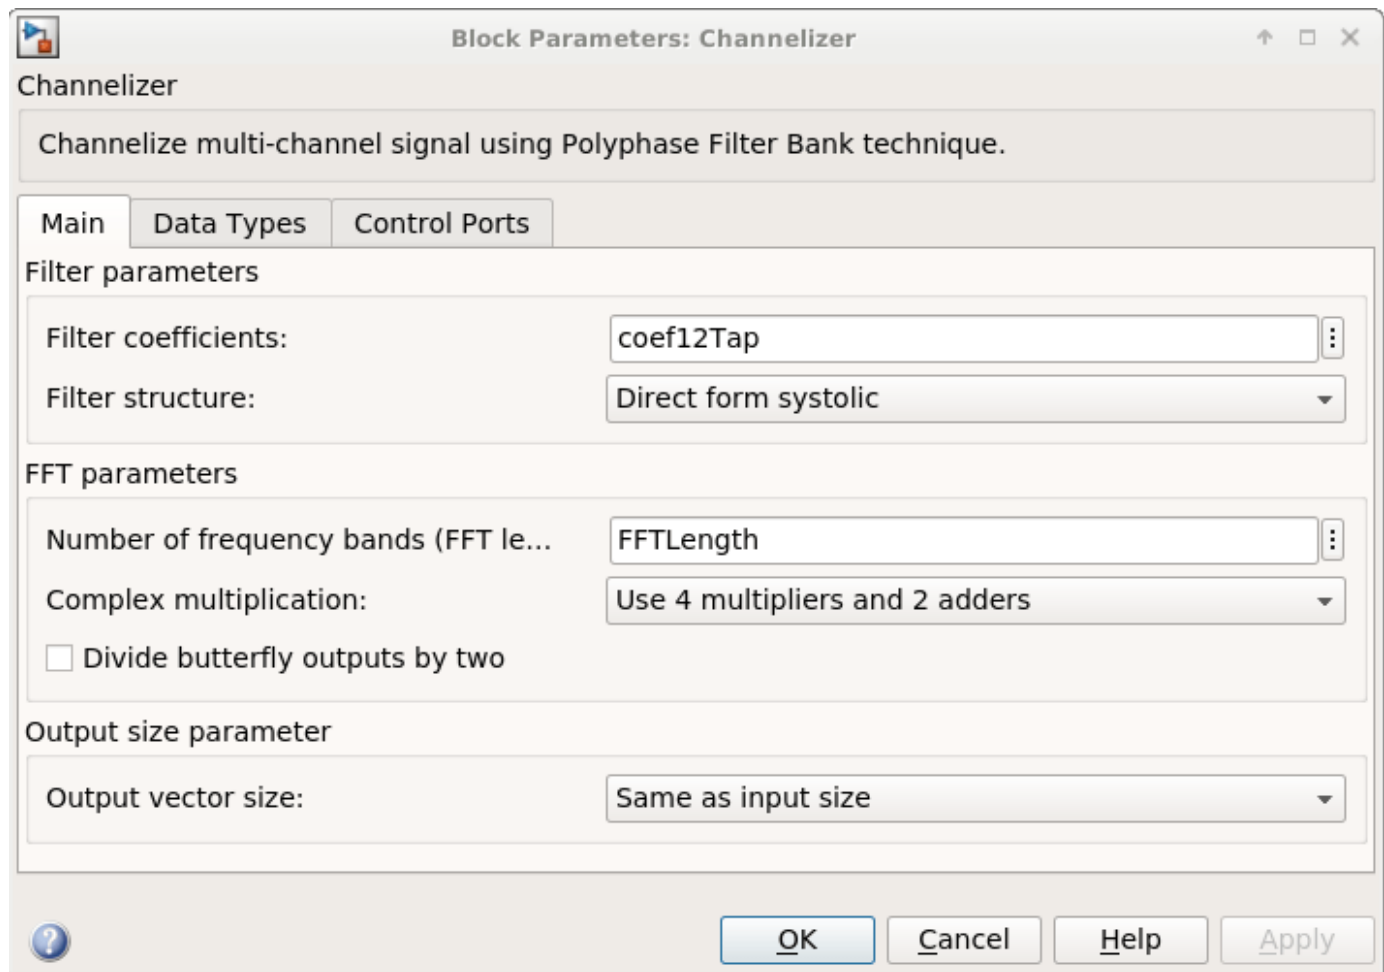 Block Parameters: Channelizer
Channelizer
Channelize multi-channel signal using Polyphase Filter Bank technique.
Main Data Types Control Ports
Filter parameters
Filter coefficients: coef12Tap
Filter structure: Direct form systolic
FFT parameters
Number of frequency bands (FFT le... FFTLength
Complex multiplication: Use 4 multipliers and 2 adders
Divide butterfly outputs by two
Output size parameter
Output vector size: Same as input size
? OK Cancel Help Apply